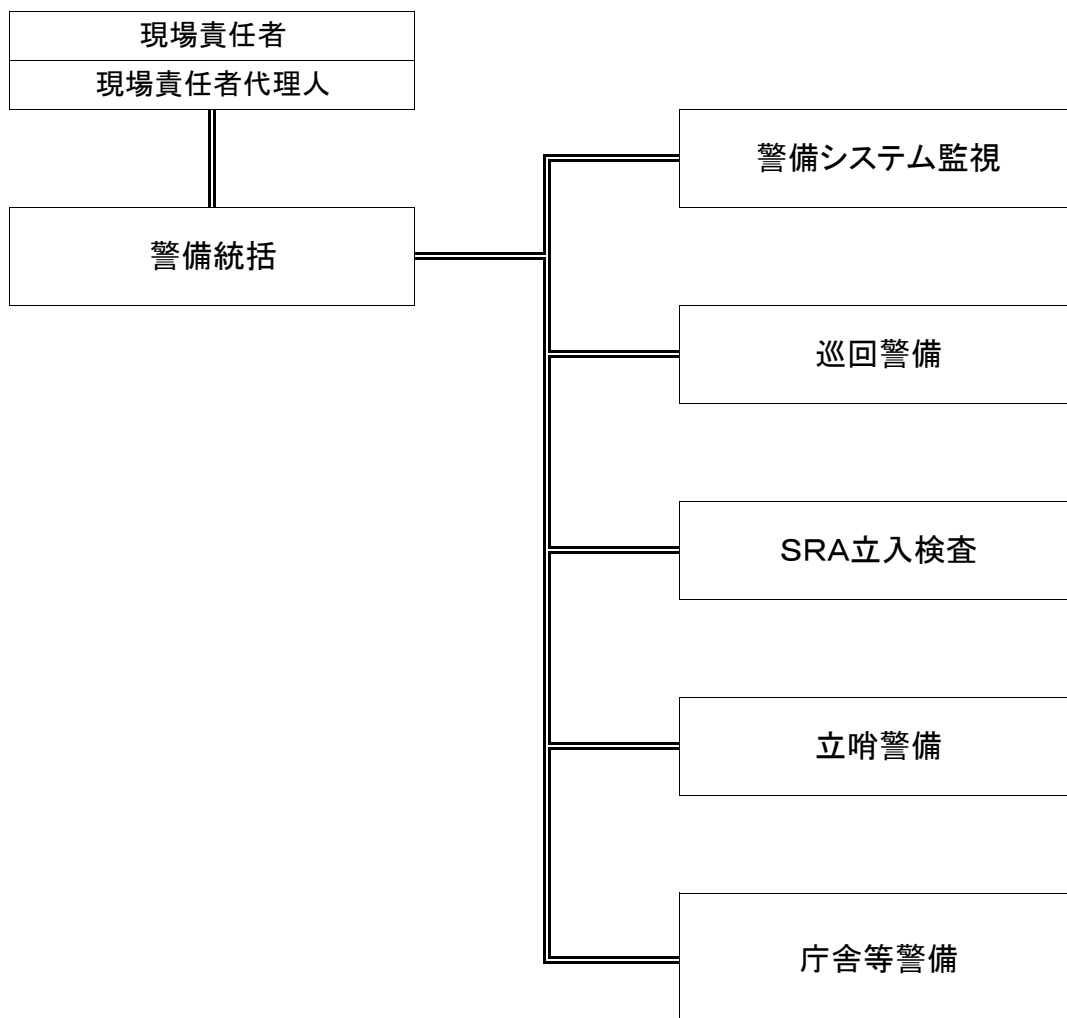 現場責任者
現場責任者代理人
警備統括
警備システム監視
巡回警備
SRA立入検査
立哨警備
庁舎等警備